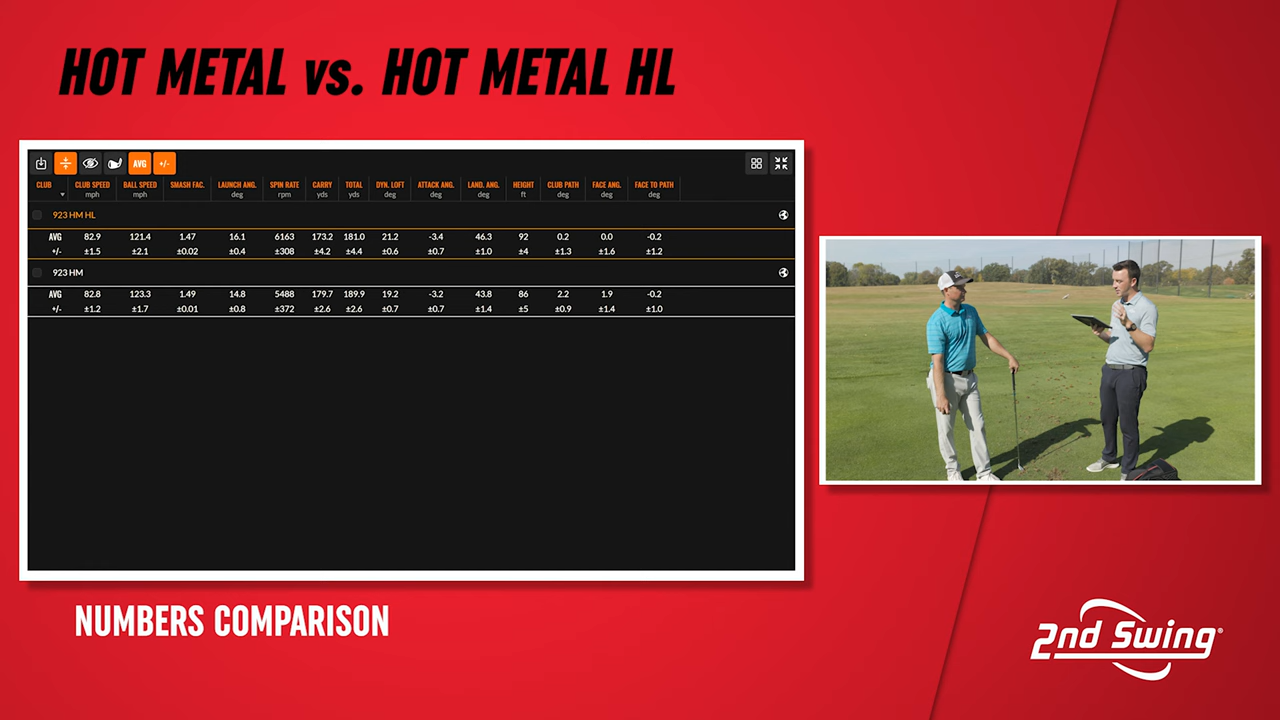 HOT METAL vs. HOT METAL HL
AVG +/-
CLUB CLUB SPEED BALL SPEED SMASH FAC. LAUNCH ANG. SPIN RATE CARRY TOTAL DYN. LOFT ATTACK ANG. LAND. ANG. HEIGHT CLUB PATH FACE ANG. FACE TO PATH
mph mph deg rpm yds yds deg deg deg ft deg deg deg
923 HM HL
AVG 82.9 121.4 1.47 16.1 6163 173.2 181.0 21.2 -3.4 46.3 92 0.2 0.0 -0.2
+/- ±1.5 ±2.1 ±0.02 ±0.4 ±308 ±4.2 ±4.4 ±0.6 ±0.7 ±1.0 ±4 ±1.3 ±1.6 ±1.2
923 HM
AVG 82.8 123.3 1.49 14.8 5488 179.7 189.9 19.2 -3.2 43.8 86 2.2 1.9 -0.2
+/- ±1.2 ±1.7 ±0.01 ±0.8 ±372 ±2.6 ±2.6 ±0.7 ±0.7 ±1.4 ±5 ±0.9 ±1.4 ±1.0
NUMBERS COMPARISON
2nd Swing®